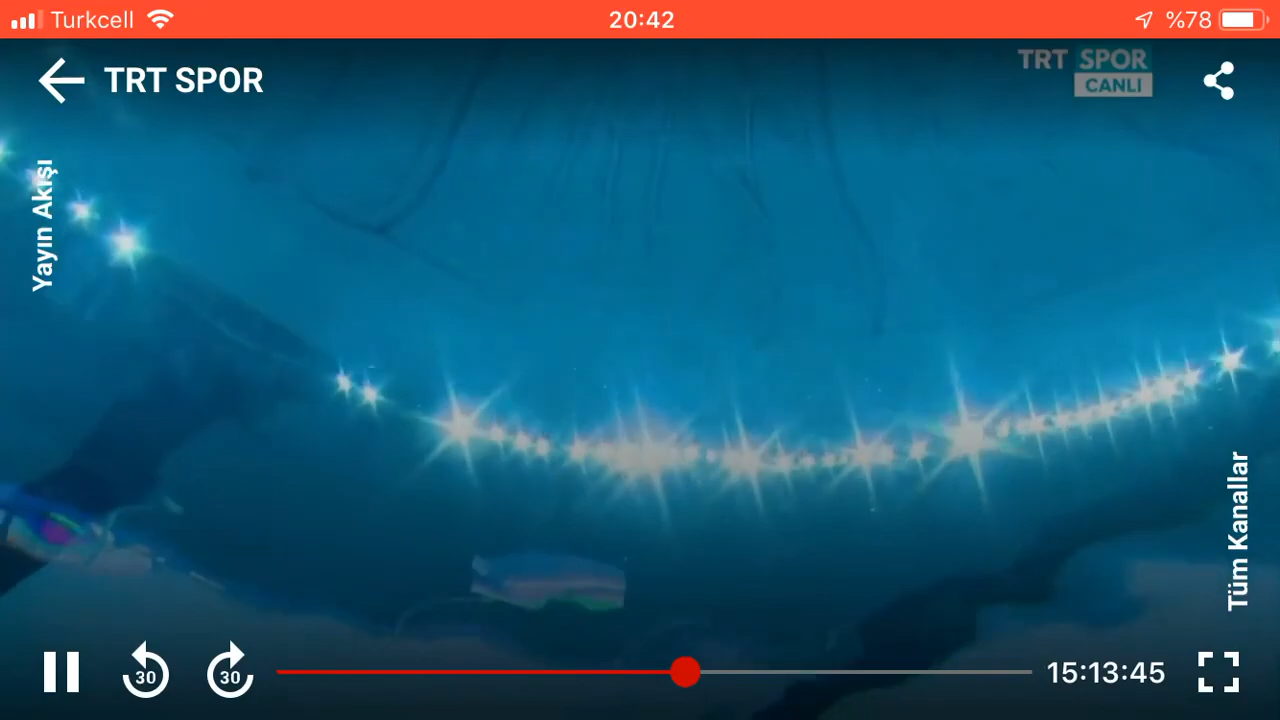 Turkcell
20:42
%78
TRT SPOR
TRT SPOR
CANLI
Yayın Akışı
Tüm Kanallar
30
30
15:13:45